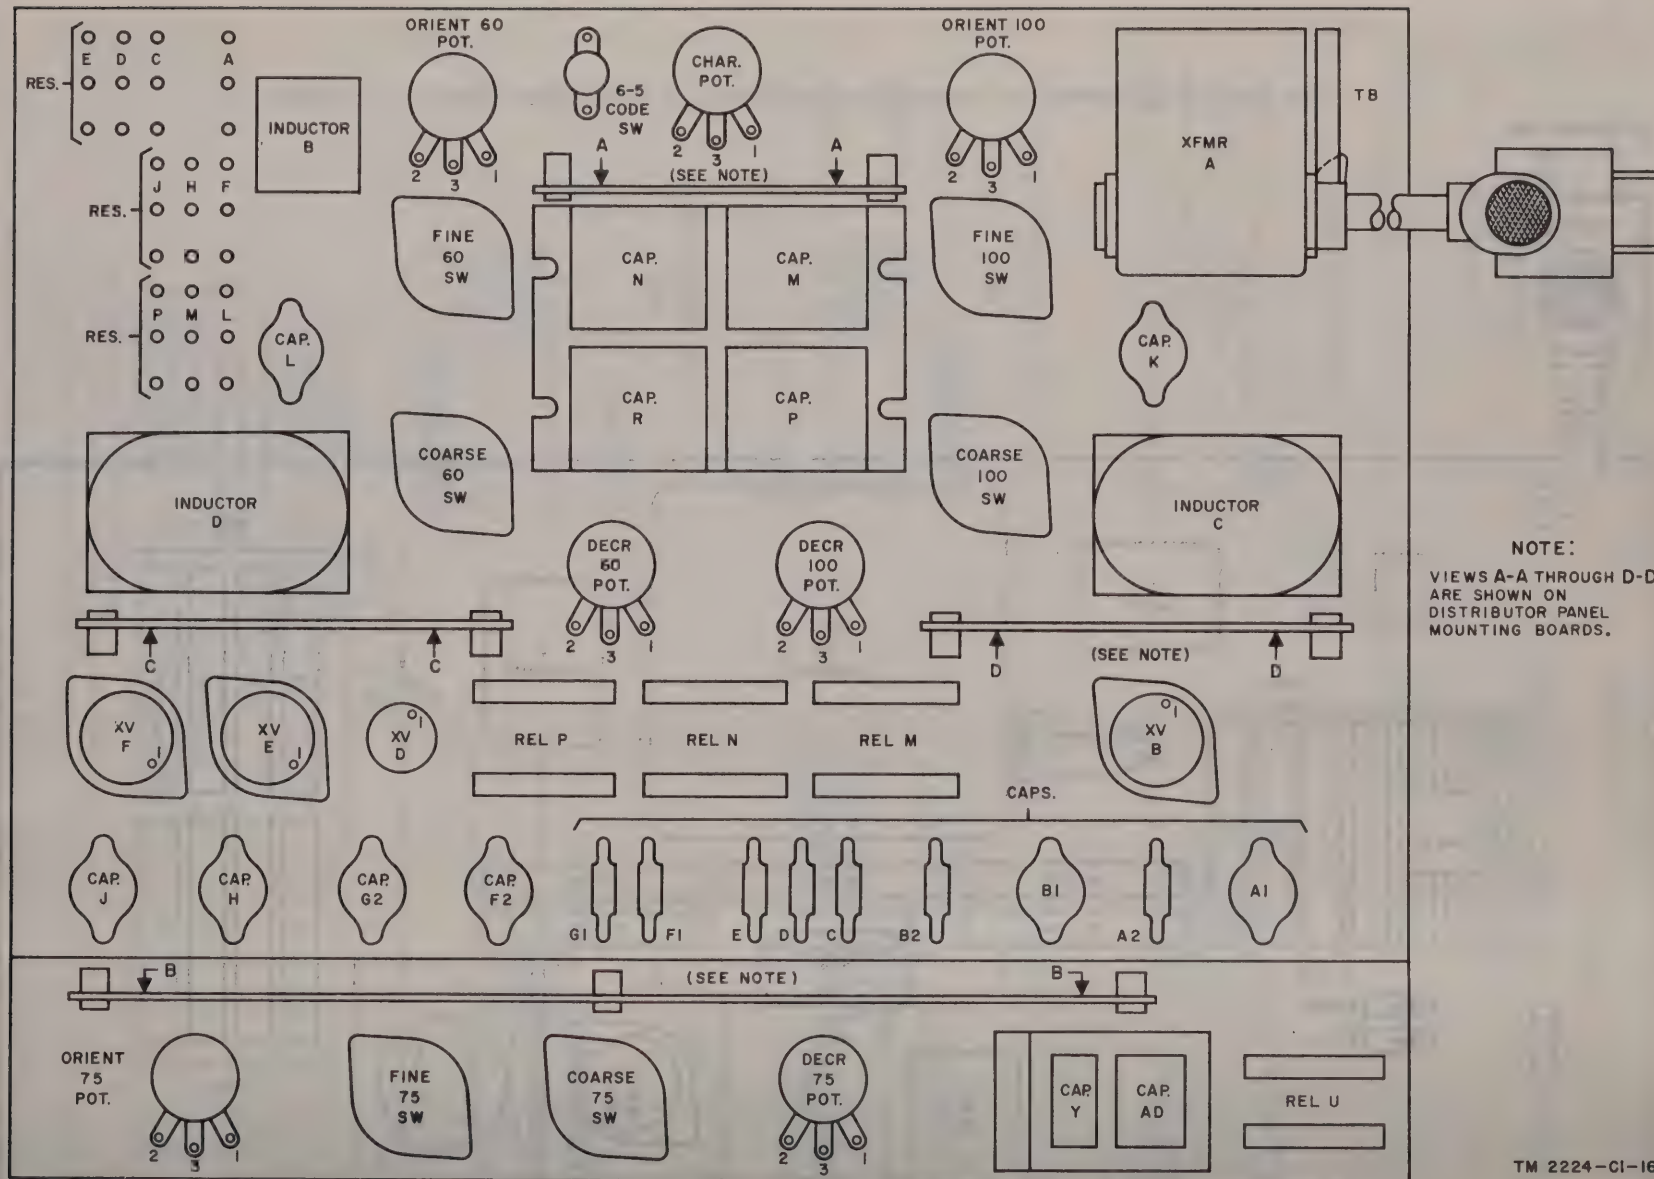 ORIENT 60
POT.
ORIENT 100
POT.
E D C A
RES.
INDUCTOR
B
2 3 1
6-5
CODE
SW
CHAR.
POT.
2 3 1
2 3 1
XFMR
A
TB
A A
(SEE NOTE)
J H F
RES.
FINE
60
SW
CAP.
N
CAP.
M
FINE
100
SW
P M L
RES.
CAP.
L
CAP.
K
CAP.
R
CAP.
P
COARSE
60
SW
COARSE
100
SW
INDUCTOR
D
INDUCTOR
C
DECR
60
POT.
2 3 1
DECR
100
POT.
2 3 1
NOTE:
VIEWS A-A THROUGH D-D
ARE SHOWN ON
DISTRIBUTOR PANEL
MOUNTING BOARDS.
C C
D D
(SEE NOTE)
XV
F
1
XV
E
1
XV
D
1
REL P
REL N
REL M
XV
B
1
CAPS.
CAP.
J
CAP.
H
CAP.
G2
CAP.
F2
G1 F1 E D C B2 B1 A2 A1
B B
(SEE NOTE)
ORIENT
75
POT.
2 3 1
FINE
75
SW
COARSE
75
SW
DECR
75
POT.
2 3 1
CAP.
Y
CAP.
AD
REL U
TM 2224-C1-16